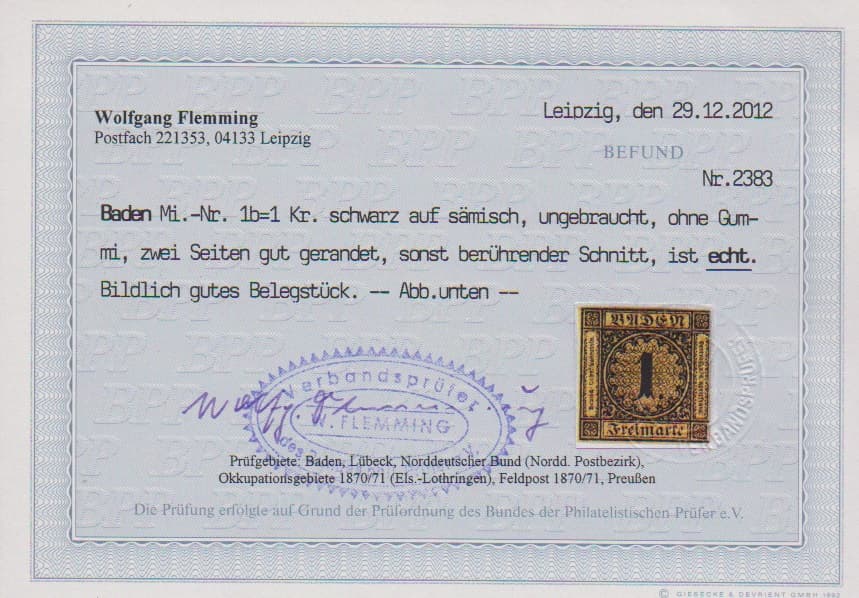 Wolfgang Flemming
Postfach 221353, 04133 Leipzig
Leipzig, den 29.12.2012
BEFUND
Nr.2383
Baden Mi.-Nr. 1b=1 Kr. schwarz auf sämisch, ungebraucht, ohne Gum-
mi, zwei Seiten gut gerandet, sonst berührender Schnitt, ist echt.
Bildlich gutes Belegstück. -- Abb.unten --
BADEN
1
Freimarke
Verbandsprüfer
W. FLEMMING
Prüfgebiete: Baden, Lübeck, Norddeutscher Bund (Nordd. Postbezirk),
Okkupationsgebiete 1870/71 (Els.-Lothringen), Feldpost 1870/71, Preußen
Die Prüfung erfolgte auf Grund der Prüfordnung des Bundes der Philatelistischen Prüfer e.V.
© GIESECKE & DEVRIENT GMBH 1992